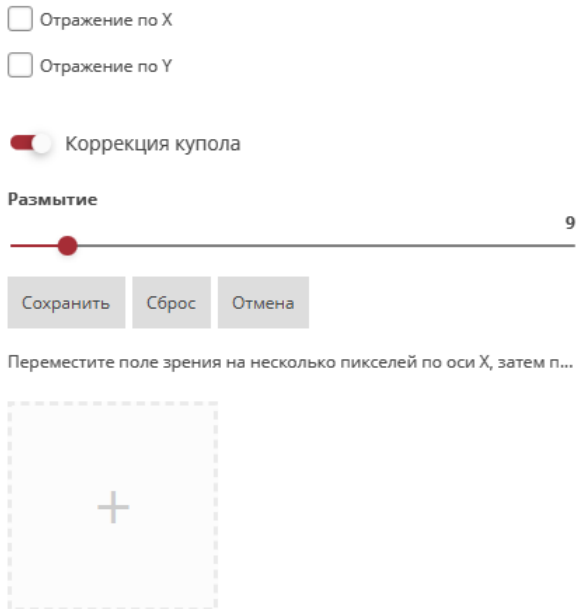 Отражение по X
Отражение по Y
Коррекция купола
Размытие
9
Сохранить Сброс Отмена
Переместите поле зрения на несколько пикселей по оси X, затем п...